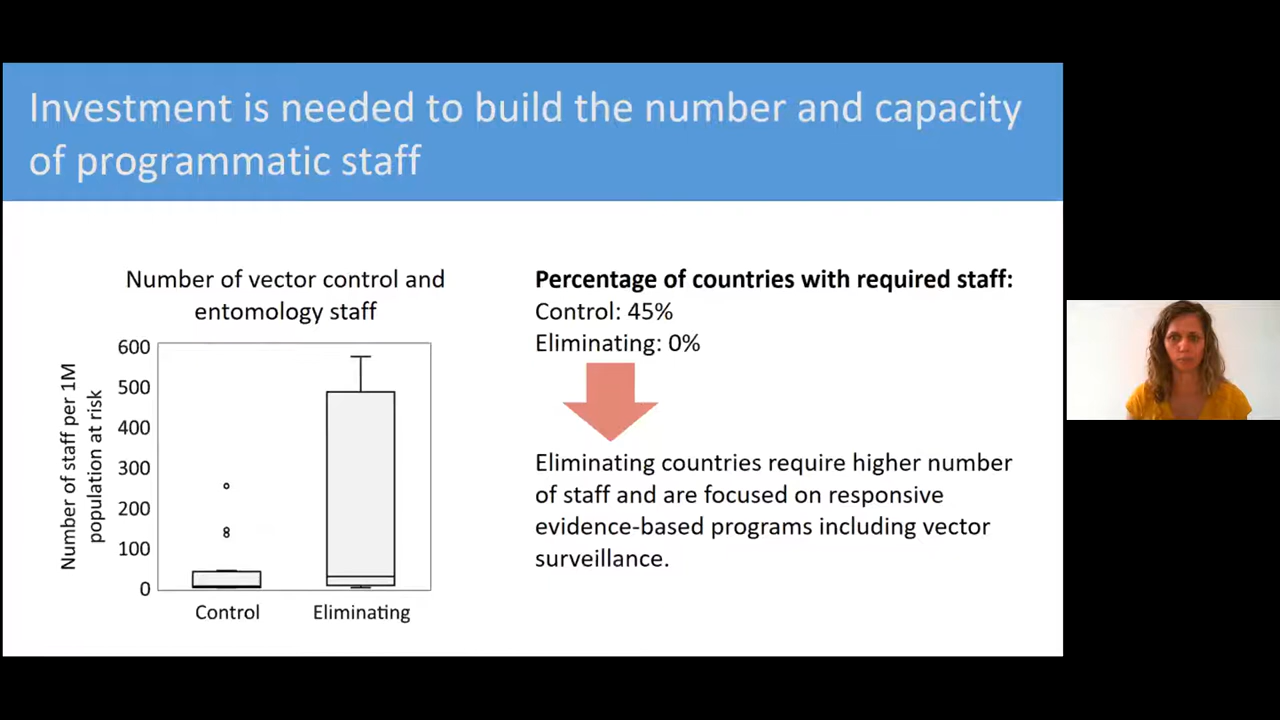 Investment is needed to build the number and capacity
of programmatic staff
Number of vector control and
entomology staff
Number of staff per 1M
population at risk
600
500
400
300
200
100
0
Control
Eliminating
Percentage of countries with required staff:
Control: 45%
Eliminating: 0%
Eliminating countries require higher number
of staff and are focused on responsive
evidence-based programs including vector
surveillance.